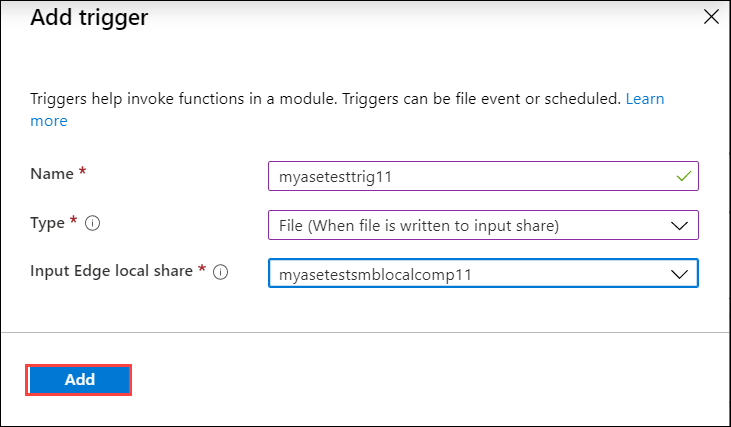 Add trigger
Triggers help invoke functions in a module. Triggers can be file event or scheduled. Learn
more
Name *
myasetesttrig11
Type *
File (When file is written to input share)
Input Edge local share *
myasetestsmblocalcomp11
Add